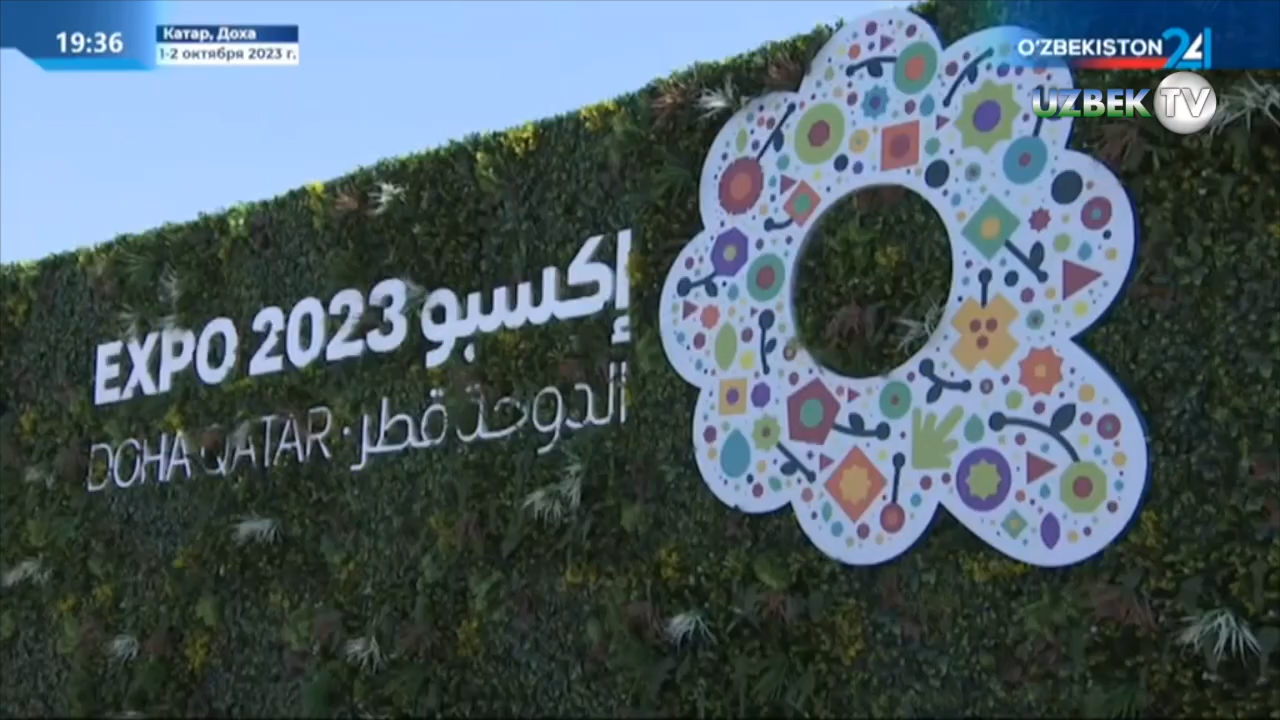 19:36
Катар, Доха
1-2 октября 2023 г.
O'ZBEKISTON 24
UZBEK TV
EXPO 2023 إكسبو
DOHA QATAR · الدوحة قطر